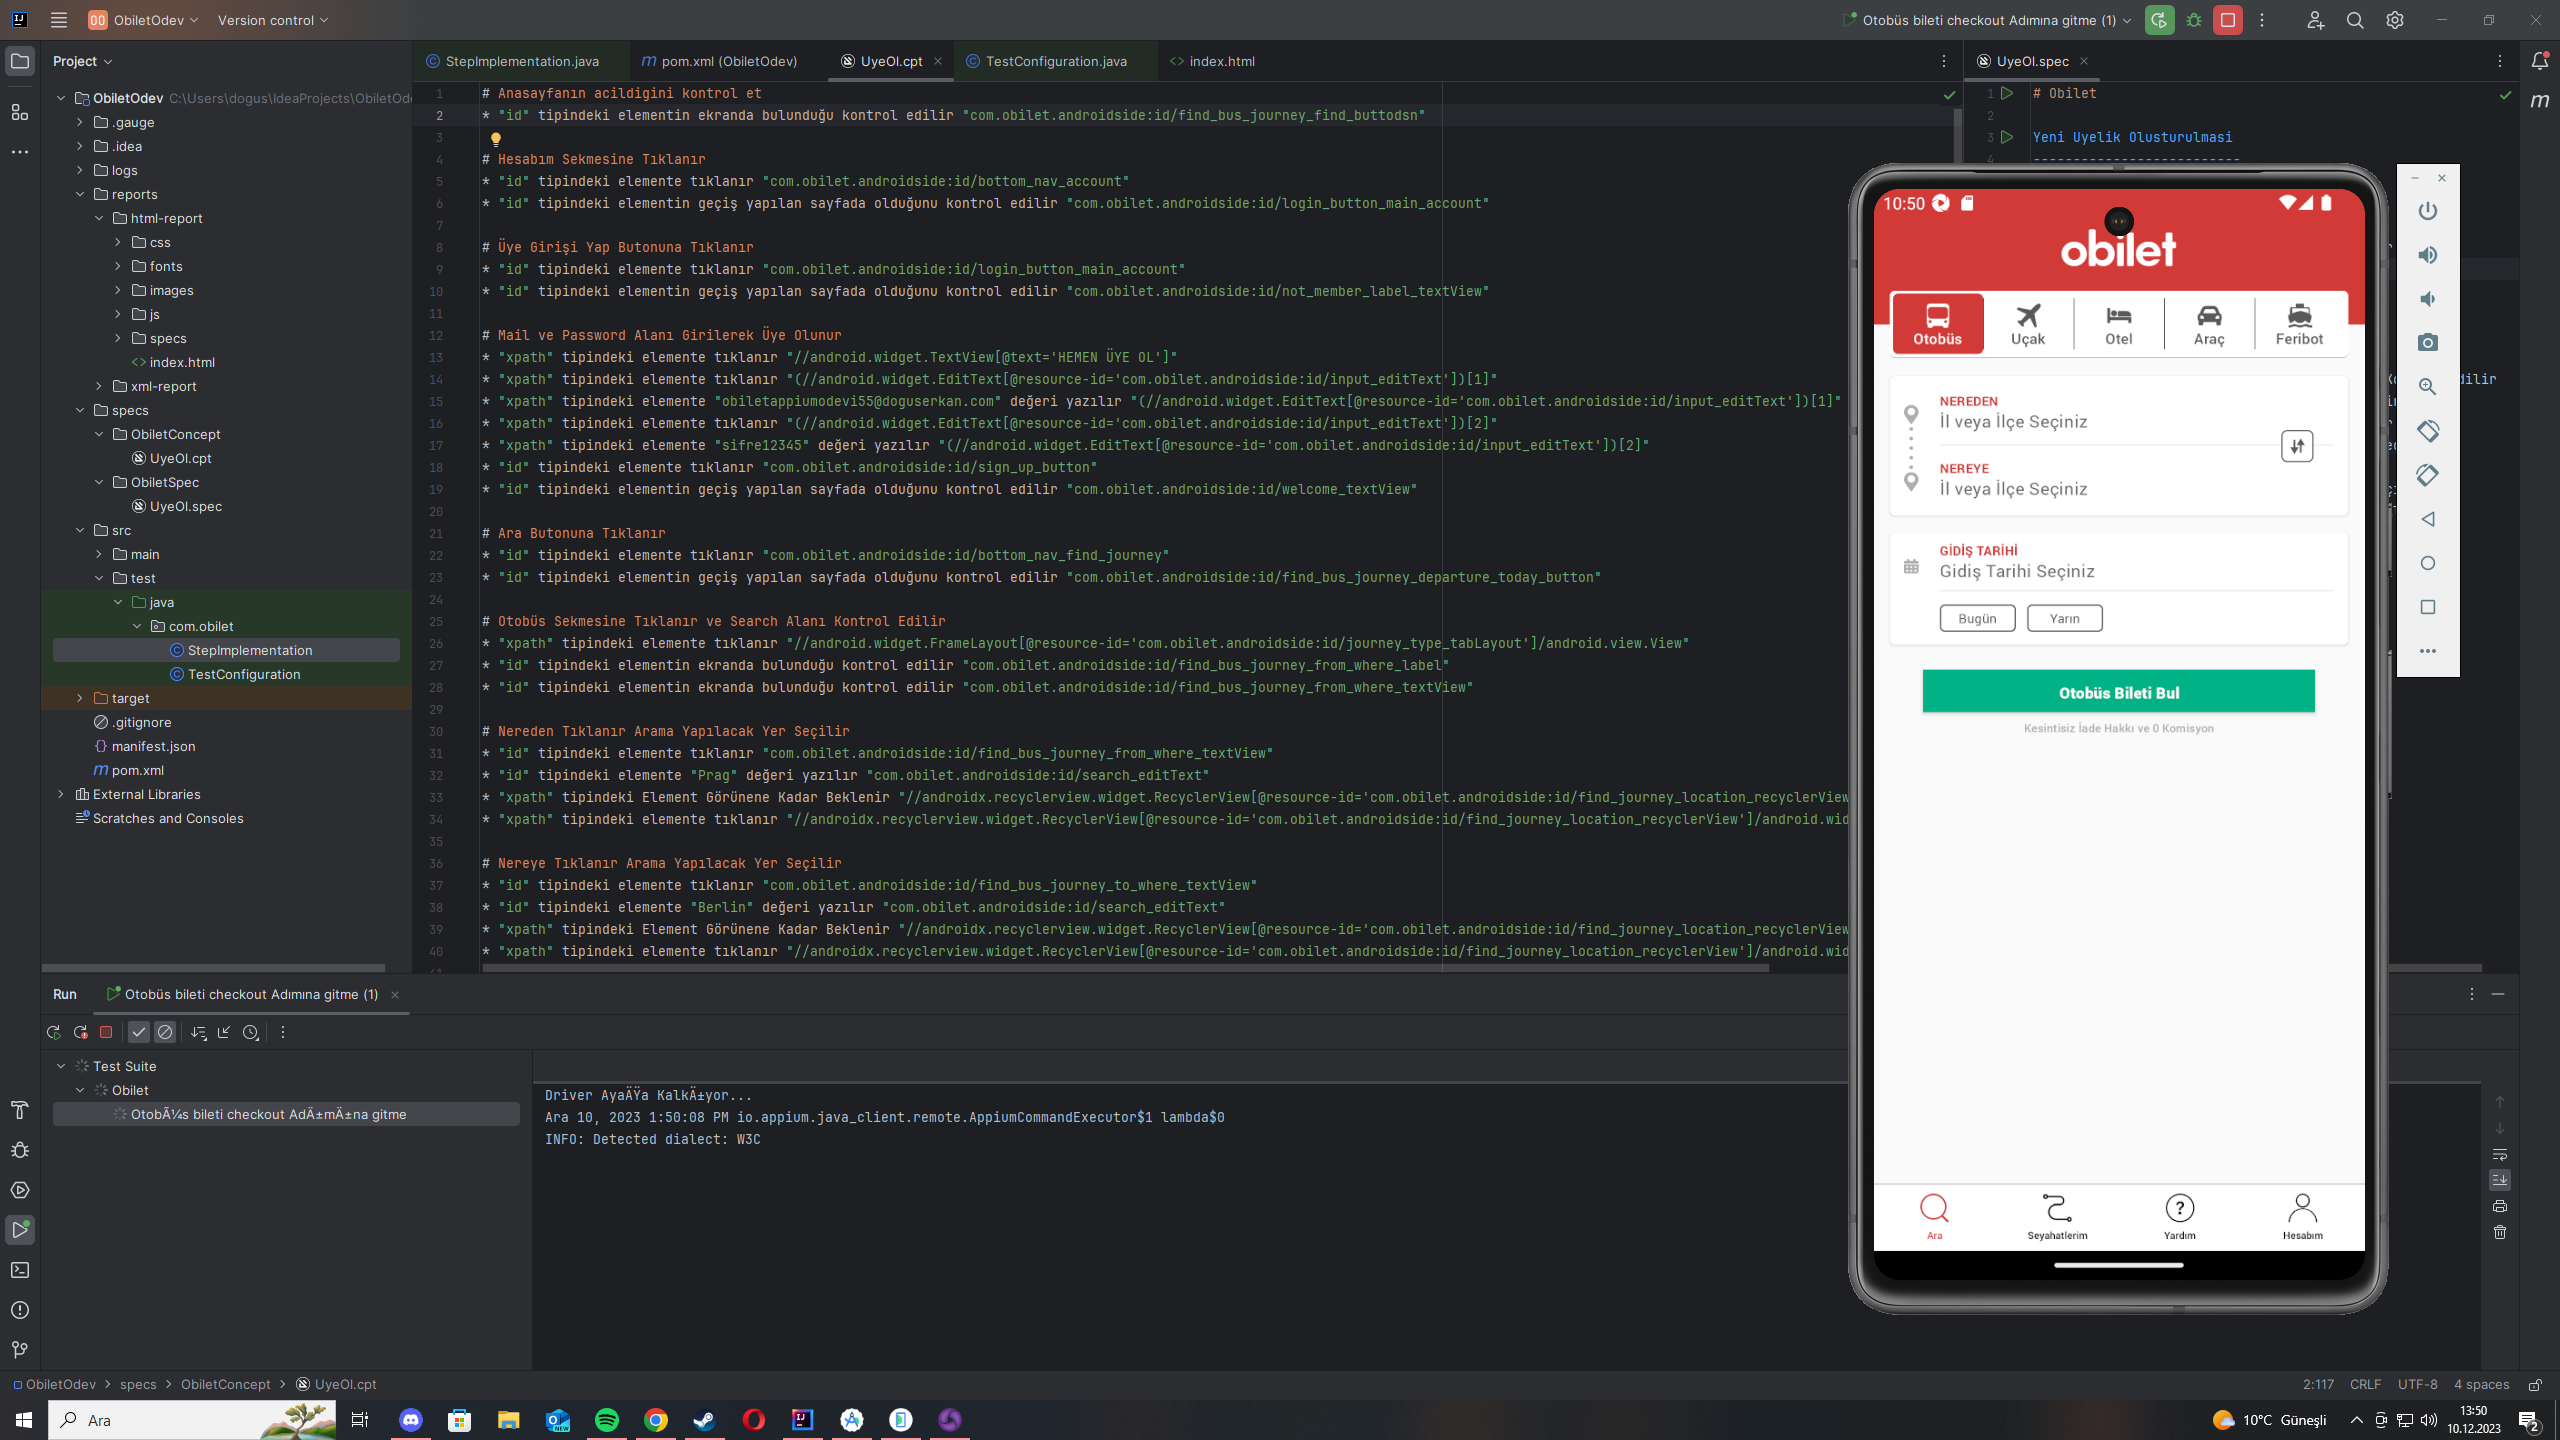 ObiletOdev
Version control
Otobüs bileti checkout Adımına gitme (1)
Project
StepImplementation.java
pom.xml (ObiletOdev)
UyeOl.cpt
TestConfiguration.java
index.html
UyeOl.spec
ObiletOdev C:\Users\dogus\IdeaProjects\ObiletOd
.gauge
.idea
logs
reports
html-report
css
fonts
images
js
specs
index.html
xml-report
specs
ObiletConcept
UyeOl.cpt
ObiletSpec
UyeOl.spec
src
main
test
java
com.obilet
StepImplementation
TestConfiguration
target
.gitignore
manifest.json
pom.xml
External Libraries
Scratches and Consoles
1 # Anasayfanın acildigini kontrol et
2 * "id" tipindeki elementin ekranda bulunduğu kontrol edilir "com.obilet.androidside:id/find_bus_journey_find_buttodsn"
3
4 # Hesabım Sekmesine Tıklanır
5 * "id" tipindeki elemente tıklanır "com.obilet.androidside:id/bottom_nav_account"
6 * "id" tipindeki elementin geçiş yapılan sayfada olduğunu kontrol edilir "com.obilet.androidside:id/login_button_main_account"
7
8 # Üye Girişi Yap Butonuna Tıklanır
9 * "id" tipindeki elemente tıklanır "com.obilet.androidside:id/login_button_main_account"
10 * "id" tipindeki elementin geçiş yapılan sayfada olduğunu kontrol edilir "com.obilet.androidside:id/not_member_label_textView"
11
12 # Mail ve Password Alanı Girilerek Üye Olunur
13 * "xpath" tipindeki elemente tıklanır "//android.widget.TextView[@text='HEMEN ÜYE OL']"
14 * "xpath" tipindeki elemente tıklanır "(//android.widget.EditText[@resource-id='com.obilet.androidside:id/input_editText'])[1]"
15 * "xpath" tipindeki elemente "obiletappiumodevi55@doguserkan.com" değeri yazılır "(//android.widget.EditText[@resource-id='com.obilet.androidside:id/input_editText'])[1]"
16 * "xpath" tipindeki elemente tıklanır "(//android.widget.EditText[@resource-id='com.obilet.androidside:id/input_editText'])[2]"
17 * "xpath" tipindeki elemente "sifre12345" değeri yazılır "(//android.widget.EditText[@resource-id='com.obilet.androidside:id/input_editText'])[2]"
18 * "id" tipindeki elemente tıklanır "com.obilet.androidside:id/sign_up_button"
19 * "id" tipindeki elementin geçiş yapılan sayfada olduğunu kontrol edilir "com.obilet.androidside:id/welcome_textView"
20
21 # Ara Butonuna Tıklanır
22 * "id" tipindeki elemente tıklanır "com.obilet.androidside:id/bottom_nav_find_journey"
23 * "id" tipindeki elementin geçiş yapılan sayfada olduğunu kontrol edilir "com.obilet.androidside:id/find_bus_journey_departure_today_button"
24
25 # Otobüs Sekmesine Tıklanır ve Search Alanı Kontrol Edilir
26 * "xpath" tipindeki elemente tıklanır "//android.widget.FrameLayout[@resource-id='com.obilet.androidside:id/journey_type_tabLayout']/android.view.View"
27 * "id" tipindeki elementin ekranda bulunduğu kontrol edilir "com.obilet.androidside:id/find_bus_journey_from_where_label"
28 * "id" tipindeki elementin ekranda bulunduğu kontrol edilir "com.obilet.androidside:id/find_bus_journey_from_where_textView"
29
30 # Nereden Tıklanır Arama Yapılacak Yer Seçilir
31 * "id" tipindeki elemente tıklanır "com.obilet.androidside:id/find_bus_journey_from_where_textView"
32 * "id" tipindeki elemente "Prag" değeri yazılır "com.obilet.androidside:id/search_editText"
33 * "xpath" tipindeki Element Görünene Kadar Beklenir "//androidx.recyclerview.widget.RecyclerView[@resource-id='com.obilet.androidside:id/find_journey_location_recyclerView
34 * "xpath" tipindeki elemente tıklanır "//androidx.recyclerview.widget.RecyclerView[@resource-id='com.obilet.androidside:id/find_journey_location_recyclerView']/android.wid
35
36 # Nereye Tıklanır Arama Yapılacak Yer Seçilir
37 * "id" tipindeki elemente tıklanır "com.obilet.androidside:id/find_bus_journey_to_where_textView"
38 * "id" tipindeki elemente "Berlin" değeri yazılır "com.obilet.androidside:id/search_editText"
39 * "xpath" tipindeki Element Görünene Kadar Beklenir "//androidx.recyclerview.widget.RecyclerView[@resource-id='com.obilet.androidside:id/find_journey_location_recyclerView
40 * "xpath" tipindeki elemente tıklanır "//androidx.recyclerview.widget.RecyclerView[@resource-id='com.obilet.androidside:id/find_journey_location_recyclerView']/android.wid
1 # Obilet
2
3 Yeni Uyelik Olusturulmasi
4 --------------------------
10:50
obilet
Otobüs Uçak Otel Araç Feribot
NEREDEN
İl veya İlçe Seçiniz
NEREYE
İl veya İlçe Seçiniz
GİDİŞ TARİHİ
Gidiş Tarihi Seçiniz
Bugün Yarın
Otobüs Bileti Bul
Kesintisiz İade Hakkı ve 0 Komisyon
Ara Seyahatlerim Yardım Hesabım
Run Otobüs bileti checkout Adımına gitme (1)
Test Suite
Obilet
OtobÃ¼s bileti checkout AdÄ±mÄ±na gitme
Driver AyaÄŸa KalkÄ±yor...
Ara 10, 2023 1:50:08 PM io.appium.java_client.remote.AppiumCommandExecutor$1 lambda$0
INFO: Detected dialect: W3C
ObiletOdev > specs > ObiletConcept > UyeOl.cpt
2:117 CRLF UTF-8 4 spaces
Ara
10°C Güneşli
13:50
10.12.2023
2